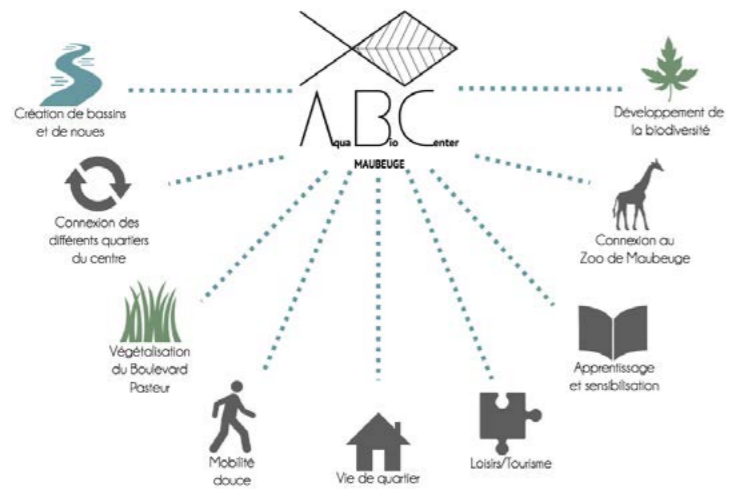 Aqua Bio Center
MAUBEUGE
Création de bassins
et de noues
Développement de
la biodiversité
Connexion des
différents quartiers
du centre
Connexion au
Zoo de Maubeuge
Végétalisation
du Boulevard
Pasteur
Apprentissage
et sensibilisation
Mobilité
douce
Vie de quartier
Loisirs/Tourisme